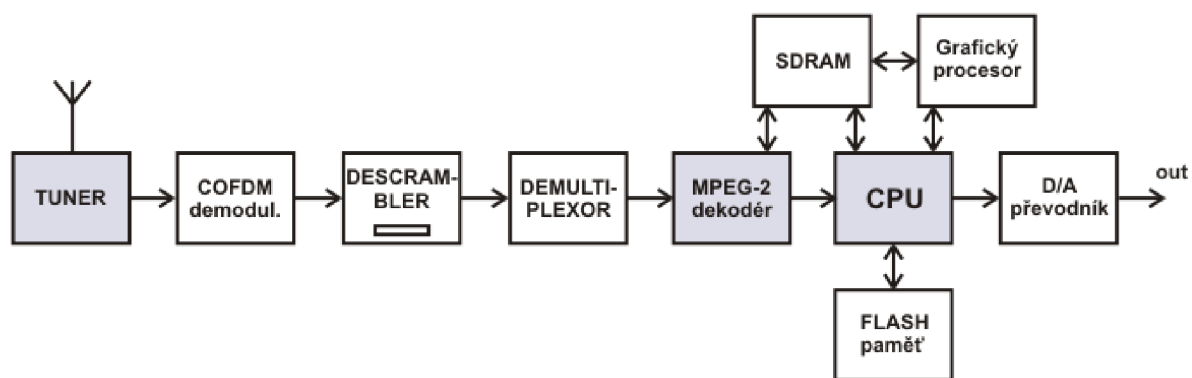 SDRAM
Grafický
procesor
TUNER
COFDM
demodul.
DESCRAM-
BLER
DEMULTI-
PLEXOR
MPEG-2
dekodér
CPU
D/A
převodník
out
FLASH
paměť